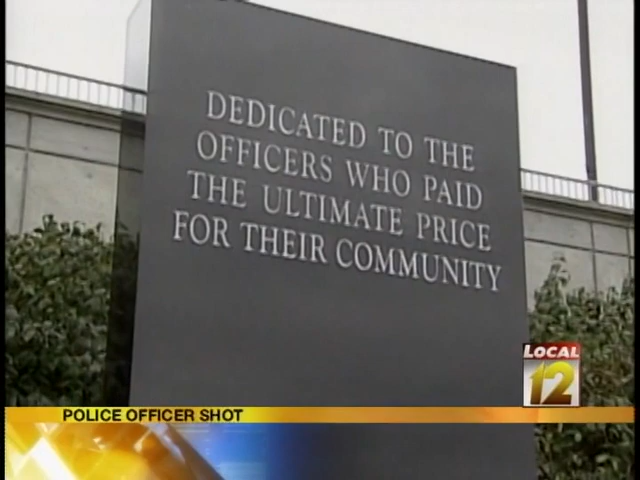 DEDICATED TO THE
OFFICERS WHO PAID
THE ULTIMATE PRICE
FOR THEIR COMMUNITY
LOCAL
12
POLICE OFFICER SHOT